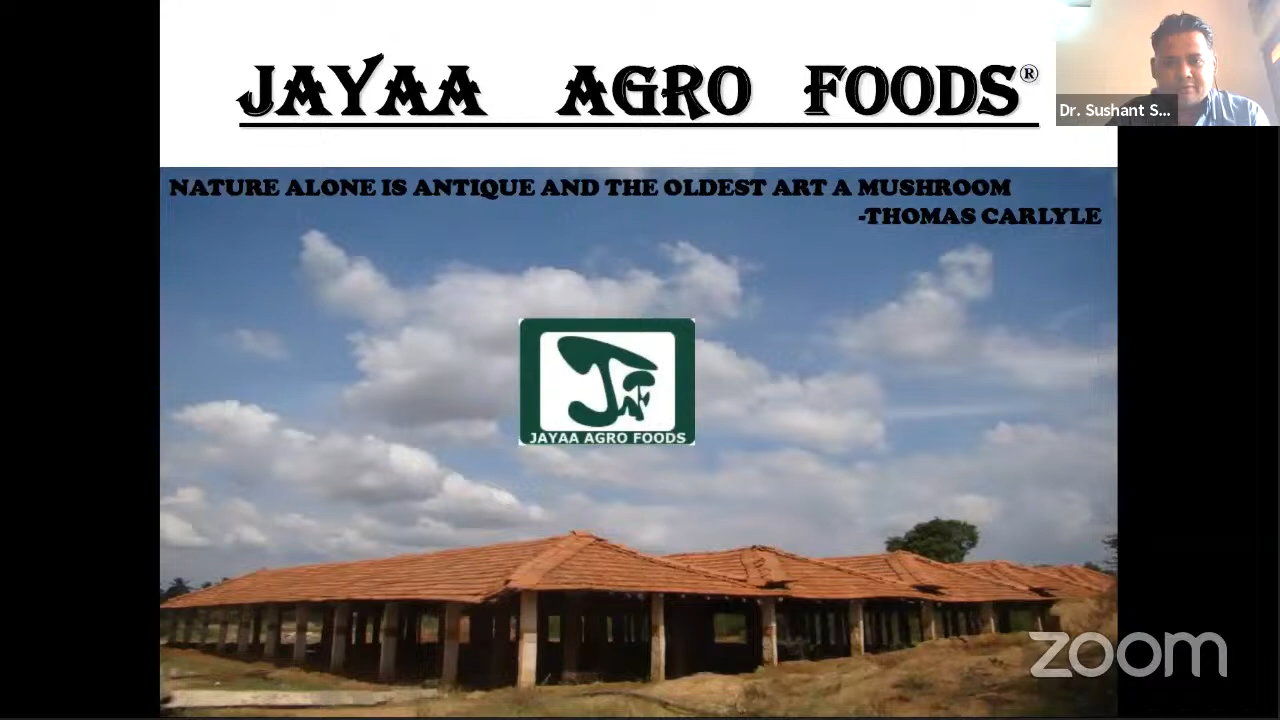 JAYAA AGRO FOODS®
Dr. Sushant S...
NATURE ALONE IS ANTIQUE AND THE OLDEST ART A MUSHROOM
-THOMAS CARLYLE
JAYAA AGRO FOODS
zoom